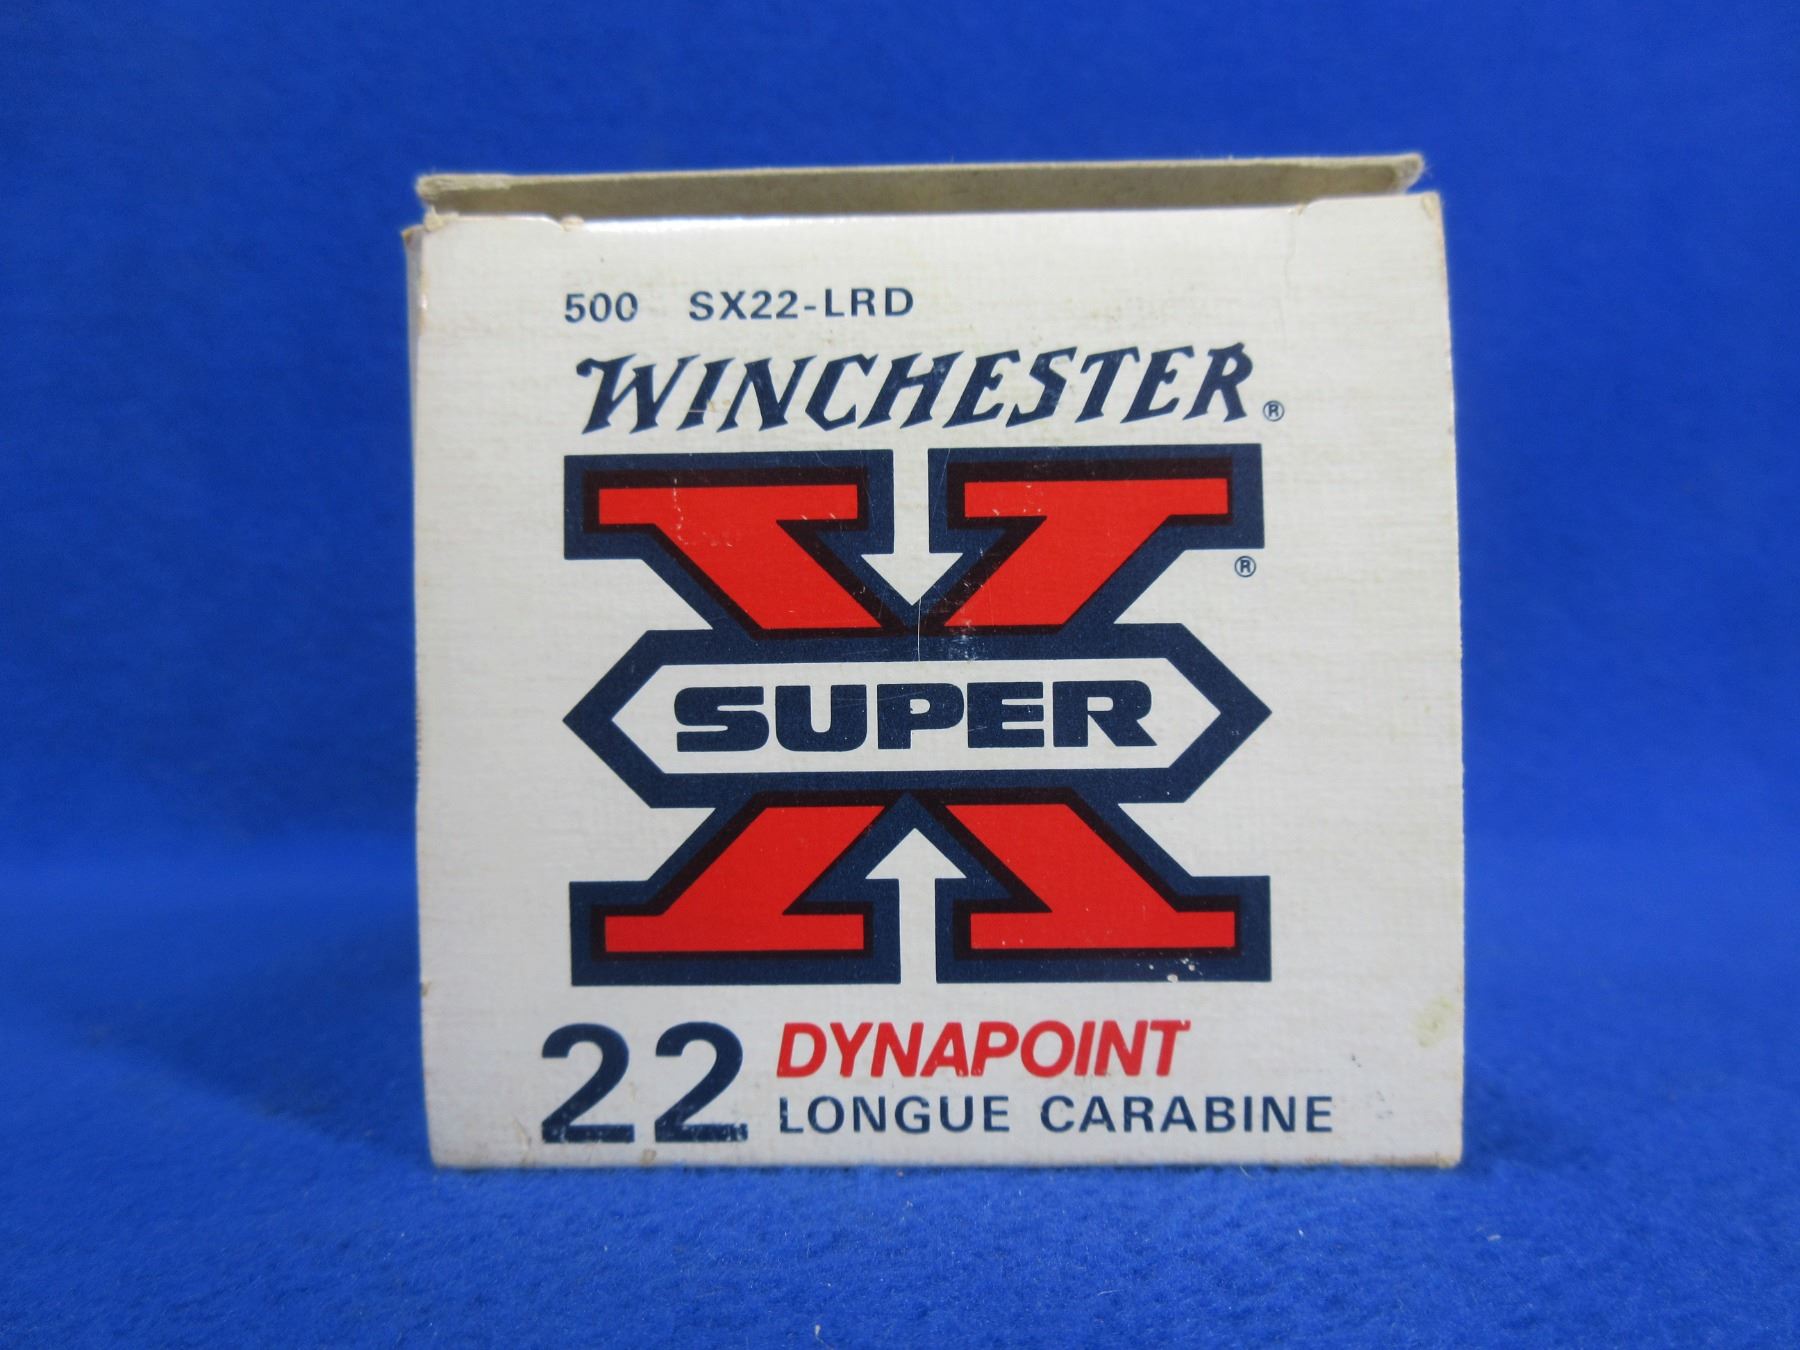 500 SX22-LRD
WINCHESTER®
®
SUPER
22 DYNAPOINT
LONGUE CARABINE